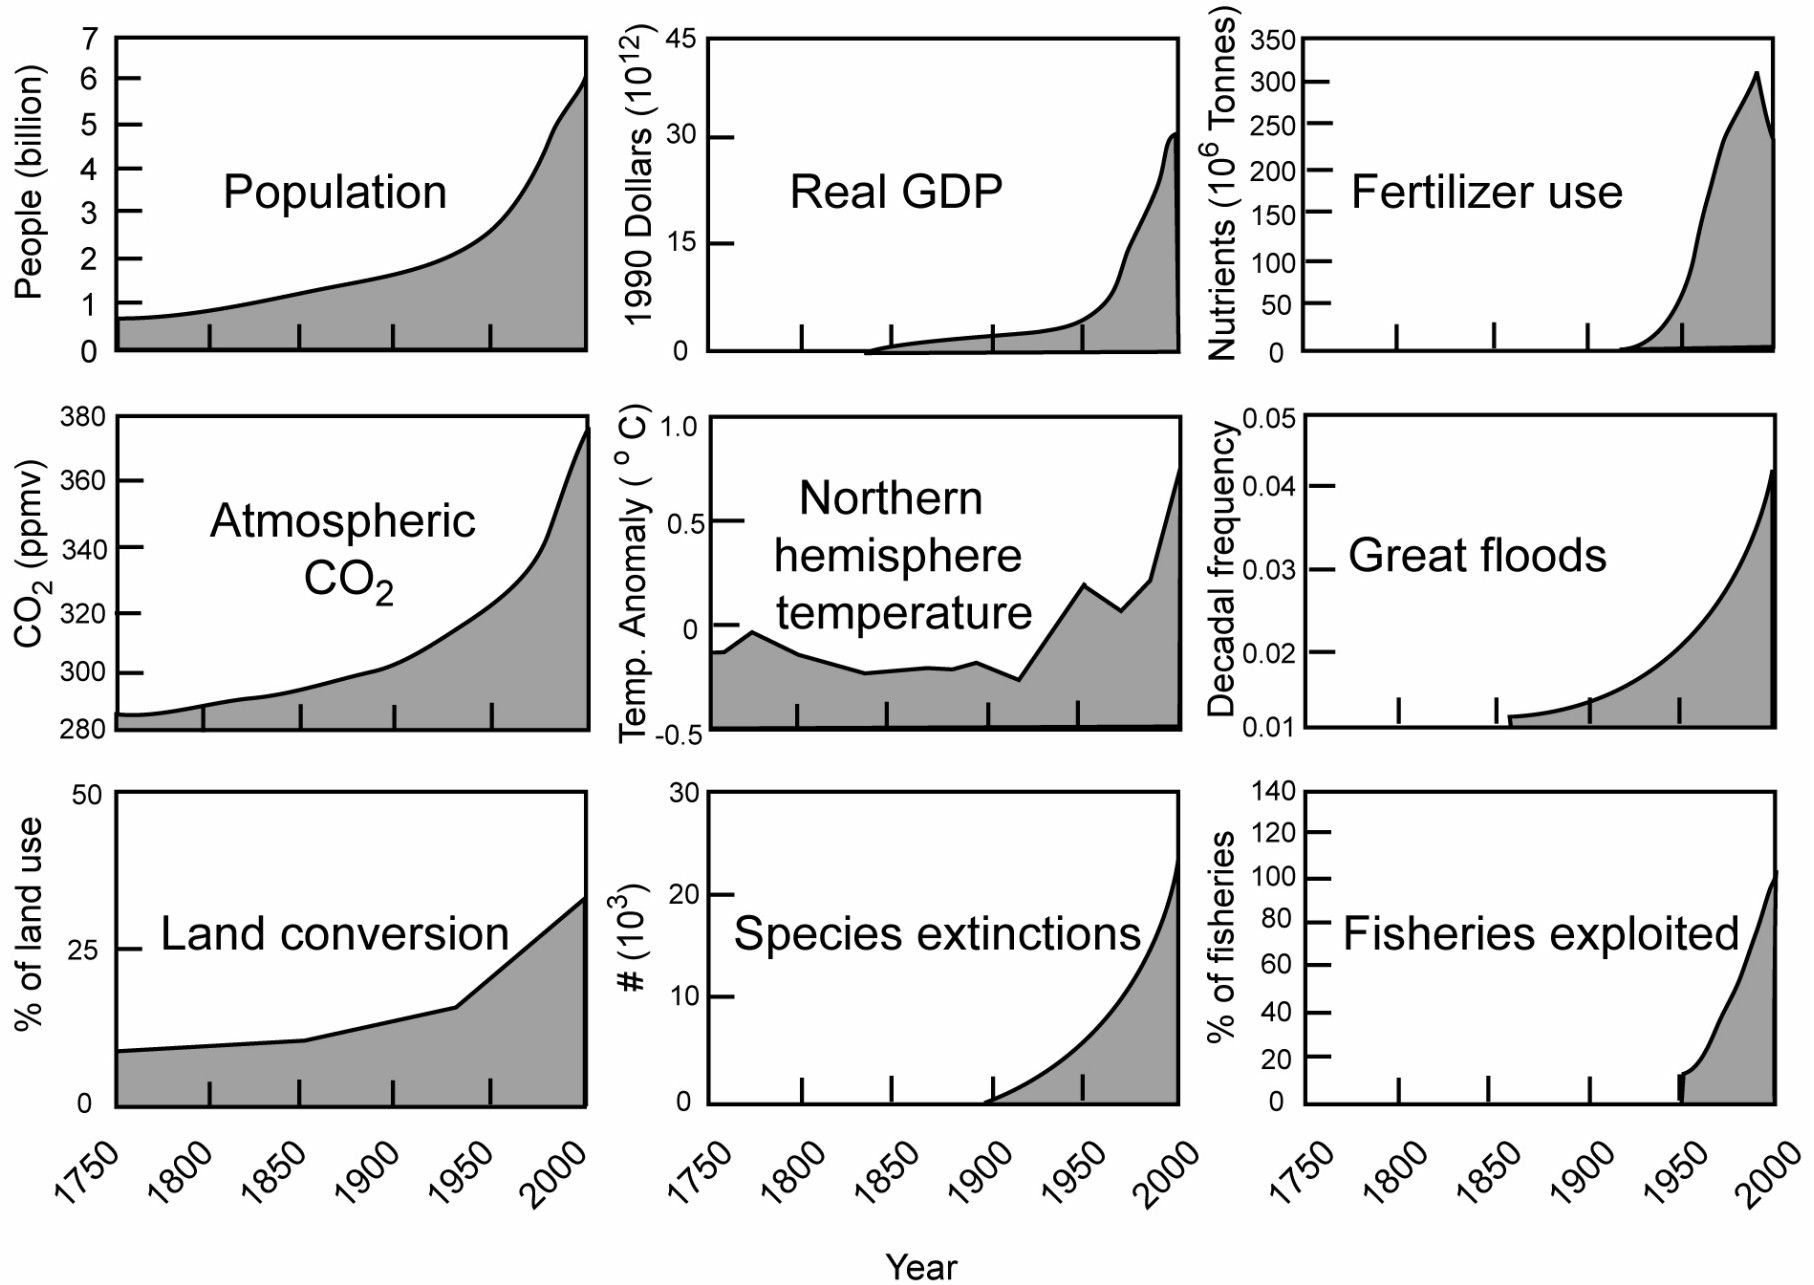 People (billion)
7
6
5
4
3
2
1
0
Population
1990 Dollars (10¹²)
45
30
15
0
Real GDP
Nutrients (10⁶ Tonnes)
350
300
250
200
150
100
50
0
Fertilizer use
CO₂ (ppmv)
380
360
340
320
300
280
Atmospheric
CO₂
Temp. Anomaly (° C)
1.0
0.5
0
-0.5
Northern
hemisphere
temperature
Decadal frequency
0.05
0.04
0.03
0.02
0.01
Great floods
% of land use
50
25
0
Land conversion
# (10³)
30
20
10
0
Species extinctions
% of fisheries
140
120
100
80
60
40
20
0
Fisheries exploited
1750 1800 1850 1900 1950 2000
1750 1800 1850 1900 1950 2000
1750 1800 1850 1900 1950 2000
Year